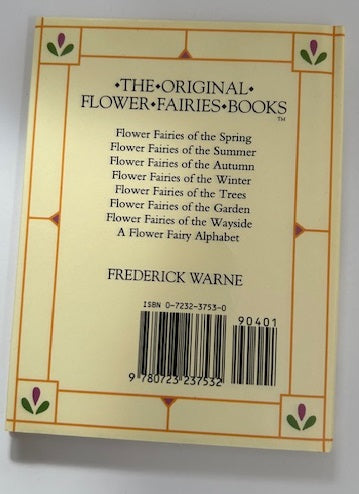 ◆THE◆ORIGINAL◆
FLOWER◆FAIRIES◆BOOKS™
Flower Fairies of the Spring
Flower Fairies of the Summer
Flower Fairies of the Autumn
Flower Fairies of the Winter
Flower Fairies of the Trees
Flower Fairies of the Garden
Flower Fairies of the Wayside
A Flower Fairy Alphabet
FREDERICK WARNE
ISBN 0-7232-3753-0
90401
9 780723 237532